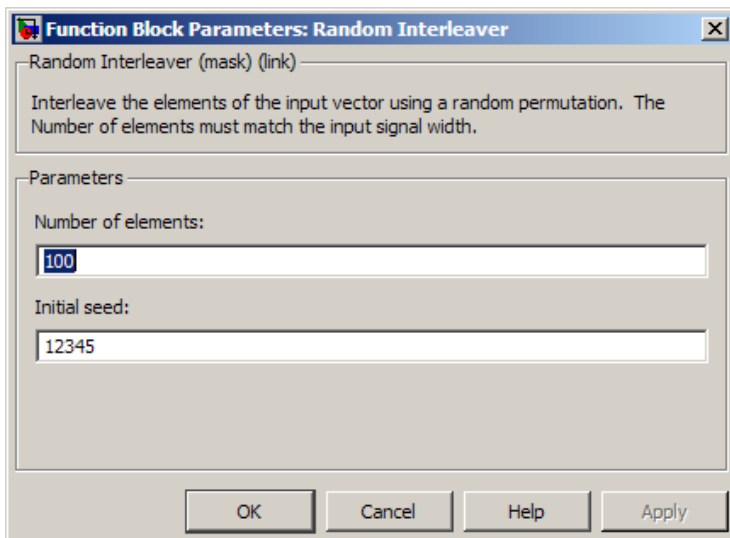 Function Block Parameters: Random Interleaver
Random Interleaver (mask) (link)
Interleave the elements of the input vector using a random permutation. The
Number of elements must match the input signal width.
Parameters
Number of elements:
100
Initial seed:
12345
OK Cancel Help Apply